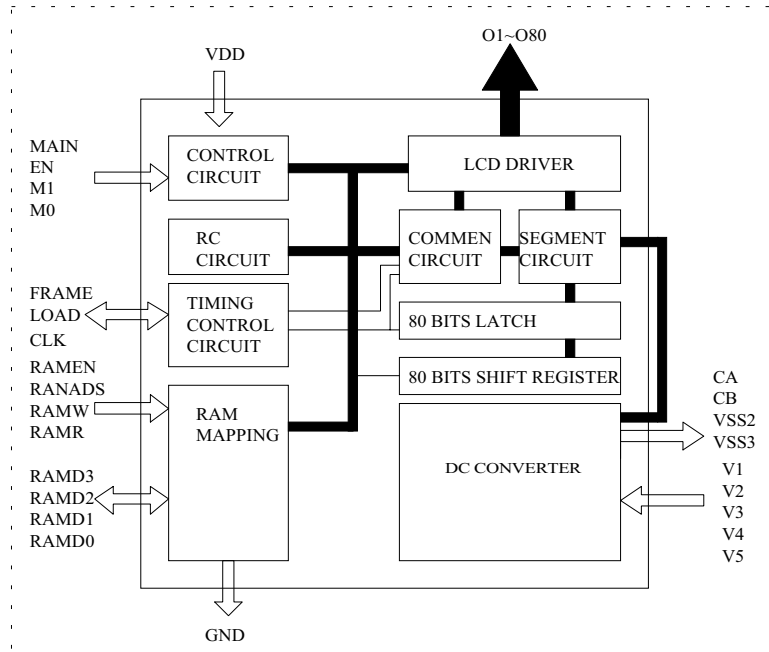 O1~O80
VDD
MAIN
EN
M1
M0
CONTROL
CIRCUIT
LCD DRIVER
RC
CIRCUIT
COMMEN
CIRCUIT
SEGMENT
CIRCUIT
FRAME
LOAD
CLK
TIMING
CONTROL
CIRCUIT
80 BITS LATCH
RAMEN
RANADS
RAMW
RAMR
RAM
MAPPING
80 BITS SHIFT REGISTER
CA
CB
VSS2
VSS3
DC CONVERTER
RAMD3
RAMD2
RAMD1
RAMD0
V1
V2
V3
V4
V5
GND